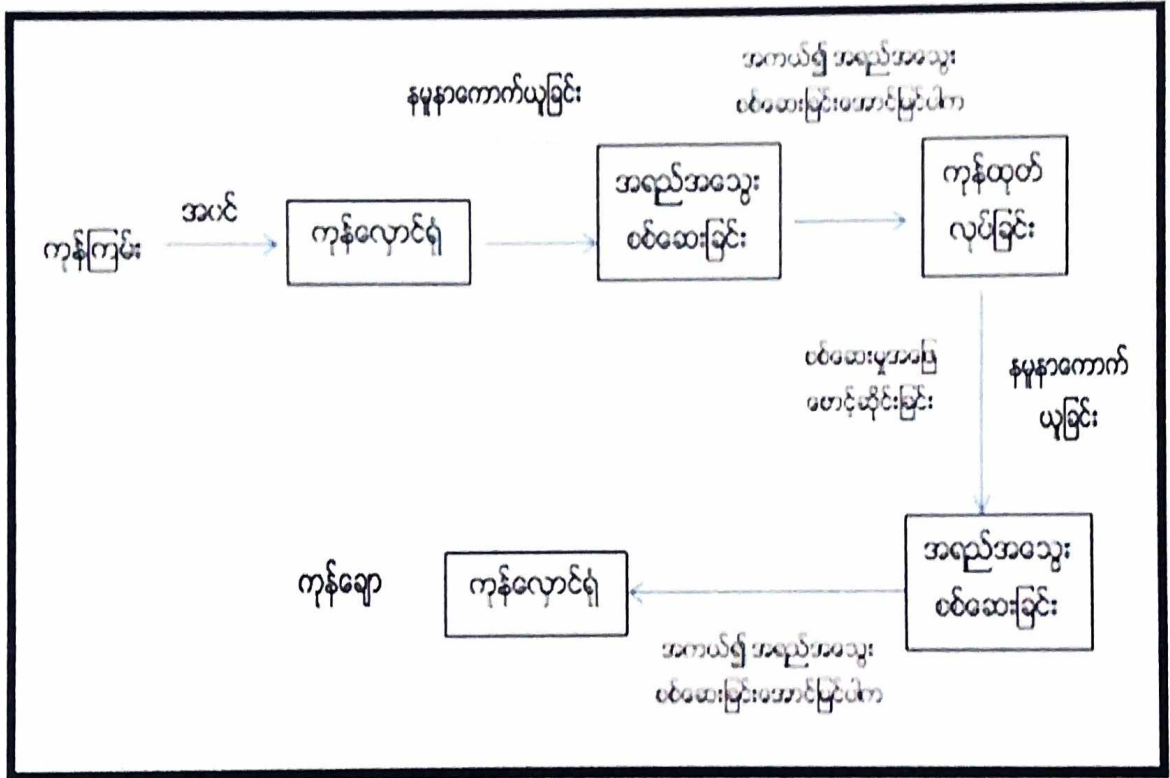 အကယ်၍ အရည်အသွေး
နမူနာကောက်ယူခြင်း
စစ်ဆေးခြင်းအောင်မြင်ပါက
အရည်အသွေး
စစ်ဆေးခြင်း
ကုန်ထုတ်
လုပ်ခြင်း
အပင်
ကုန်ကြမ်း
ကုန်လှောင်ရုံ
စစ်ဆေးမှုအဖြေ
စောင့်ဆိုင်းခြင်း
နမူနာကောက်
ယူခြင်း
အရည်အသွေး
စစ်ဆေးခြင်း
ကုန်ချော
ကုန်လှောင်ရုံ
အကယ်၍ အရည်အသွေး
စစ်ဆေးခြင်းအောင်မြင်ပါက